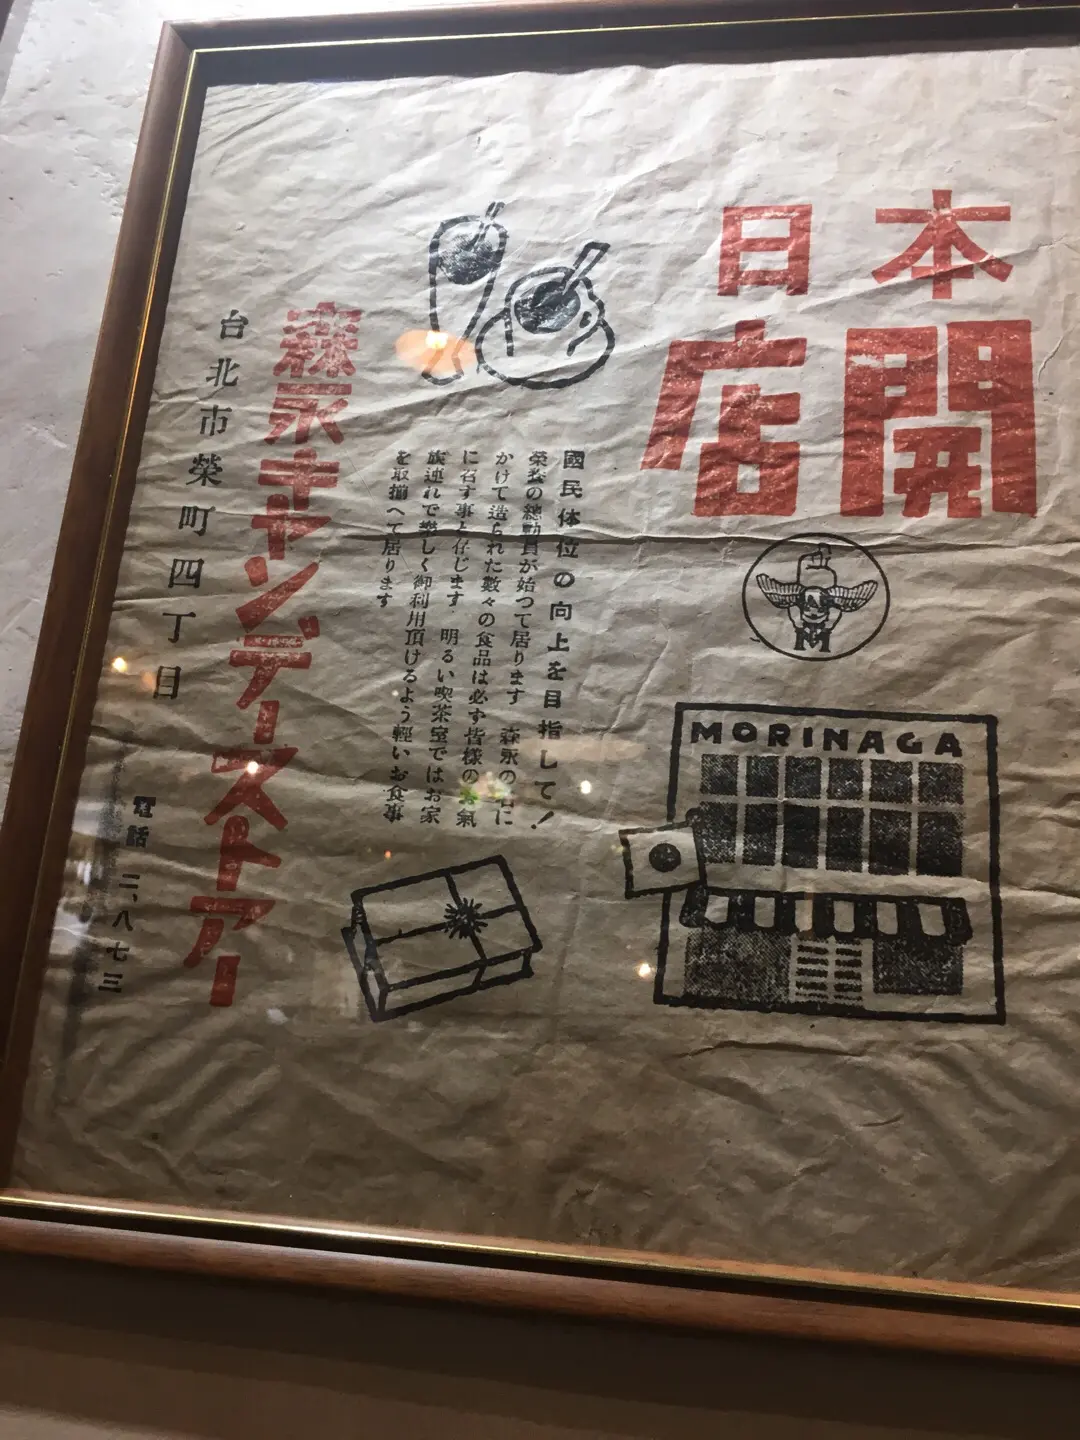 本日
開店
MORINAGA
國民体位の向上を目指して!
栄養の總動員が始つて居ります 森永の名に
かけて造られた數々の食品は必ず皆様の お氣
に召す事と存じます 明るい喫茶室ではお家
族連れで樂しく御利用頂けるよう輕いお食事
を取揃へて居ります
森永キャンデーストアー
台北市榮町四丁目
電話 二、八七三